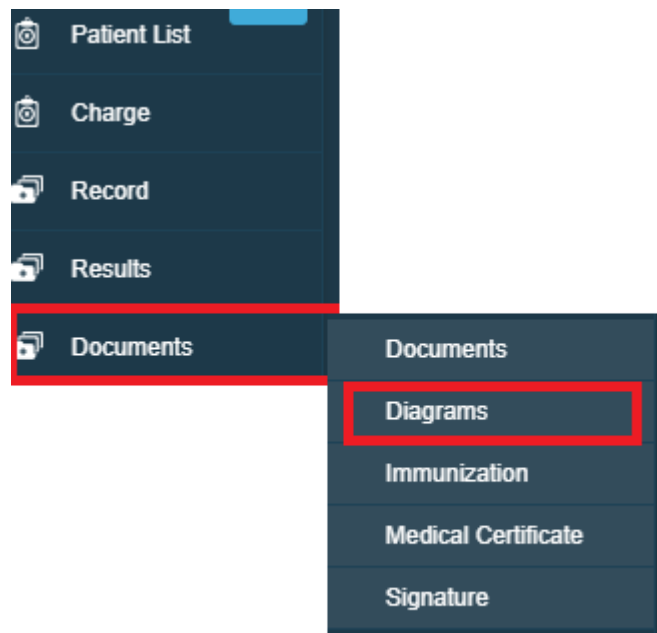 Patient List
Charge
Record
Results
Documents
Documents
Diagrams
Immunization
Medical Certificate
Signature